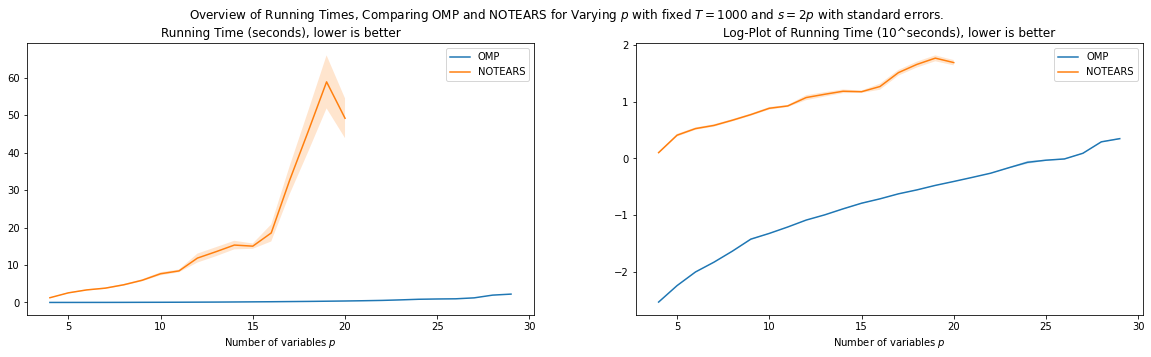 Overview of Running Times, Comparing OMP and NOTEARS for Varying p with fixed T = 1000 and s = 2p with standard errors.
Running Time (seconds), lower is better
OMP
NOTEARS
60
50
40
30
20
10
0
5 10 15 20 25 30
Number of variables p
Log-Plot of Running Time (10^seconds), lower is better
OMP
NOTEARS
2
1
0
−1
−2
5 10 15 20 25 30
Number of variables p